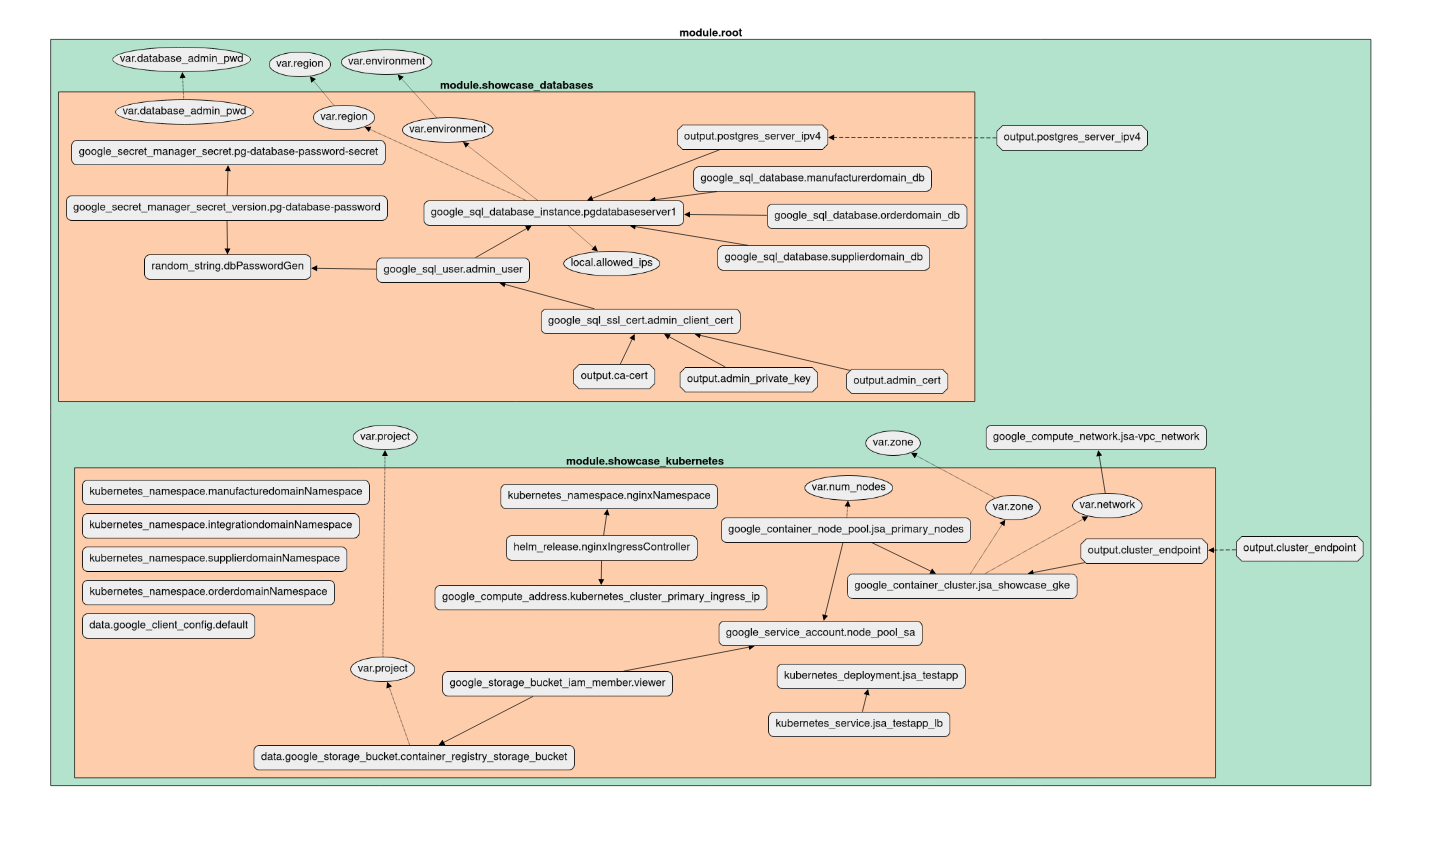 module.root
var.database_admin_pwd
var.region
var.environment
module.showcase_databases
var.database_admin_pwd
var.region
var.environment
output.postgres_server_ipv4
output.postgres_server_ipv4
google_secret_manager_secret.pg-database-password-secret
google_sql_database.manufacturerdomain_db
google_secret_manager_secret_version.pg-database-password
google_sql_database_instance.pgdatabaseserver1
google_sql_database.orderdomain_db
random_string.dbPasswordGen
google_sql_user.admin_user
local.allowed_ips
google_sql_database.supplierdomain_db
google_sql_ssl_cert.admin_client_cert
output.ca-cert
output.admin_private_key
output.admin_cert
var.project
var.zone
google_compute_network.jsa-vpc_network
module.showcase_kubernetes
kubernetes_namespace.manufacturedomainNamespace
kubernetes_namespace.nginxNamespace
var.num_nodes
var.zone
var.network
kubernetes_namespace.integrationdomainNamespace
google_container_node_pool.jsa_primary_nodes
helm_release.nginxIngressController
output.cluster_endpoint
output.cluster_endpoint
kubernetes_namespace.supplierdomainNamespace
google_container_cluster.jsa_showcase_gke
kubernetes_namespace.orderdomainNamespace
google_compute_address.kubernetes_cluster_primary_ingress_ip
data.google_client_config.default
google_service_account.node_pool_sa
var.project
google_storage_bucket_iam_member.viewer
kubernetes_deployment.jsa_testapp
kubernetes_service.jsa_testapp_lb
data.google_storage_bucket.container_registry_storage_bucket